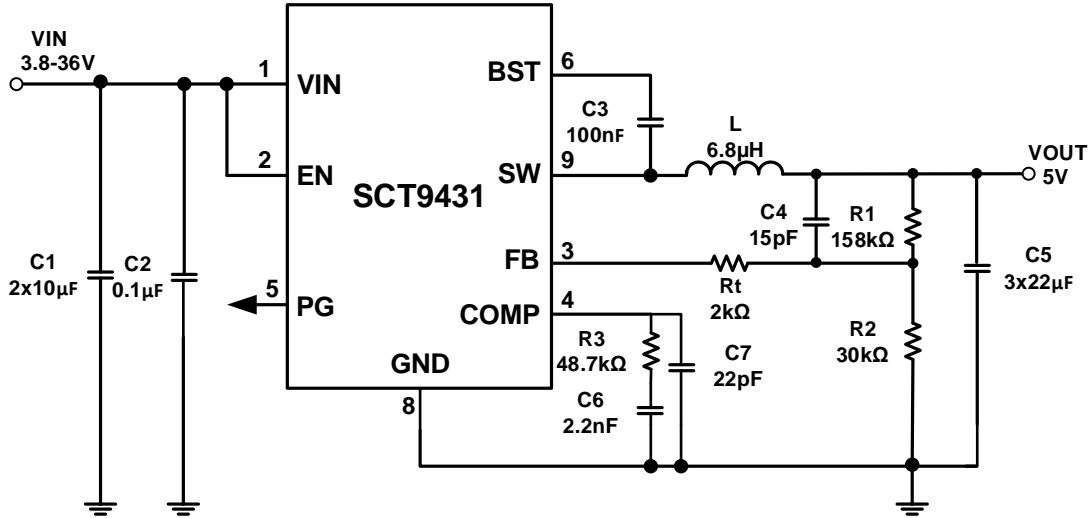 VIN
3.8-36V
1
VIN
2
EN
5
PG
SCT9431
GND
8
BST
6
SW
9
FB
3
COMP
4
C1
2x10µF
C2
0.1µF
C3
100nF
L
6.8µH
VOUT
5V
C4
15pF
R1
158kΩ
C5
3x22µF
Rt
2kΩ
R2
30kΩ
R3
48.7kΩ
C7
22pF
C6
2.2nF